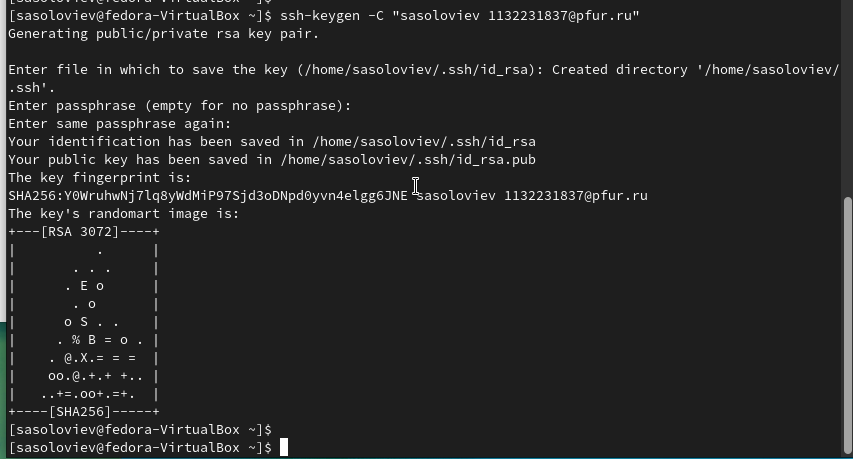 [sasoloviev@fedora-VirtualBox ~]$ ssh-keygen -C "sasoloviev 1132231837@pfur.ru"
Generating public/private rsa key pair.
Enter file in which to save the key (/home/sasoloviev/.ssh/id_rsa): Created directory '/home/sasoloviev/
.ssh'.
Enter passphrase (empty for no passphrase):
Enter same passphrase again:
Your identification has been saved in /home/sasoloviev/.ssh/id_rsa
Your public key has been saved in /home/sasoloviev/.ssh/id_rsa.pub
The key fingerprint is:
SHA256:Y0WruhwNj7lq8yWdMiP97Sjd3oDNpd0yvn4elgg6JNE sasoloviev 1132231837@pfur.ru
The key's randomart image is:
+---[RSA 3072]----+
|          .      |
|       . . .     |
|      . E o      |
|       . o       |
|      o S . .    |
|     . % B = o . |
|    . @.X.= = =  |
|    oo.@.+.+ +.. |
|   ..+=.oo+.=+.  |
+----[SHA256]-----+
[sasoloviev@fedora-VirtualBox ~]$
[sasoloviev@fedora-VirtualBox ~]$